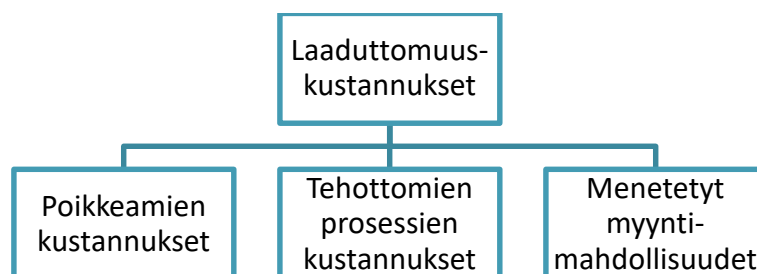 Laaduttomuus-
kustannukset
Poikkeamien
kustannukset
Tehottomien
prosessien
kustannukset
Menetetyt
myynti-
mahdollisuudet